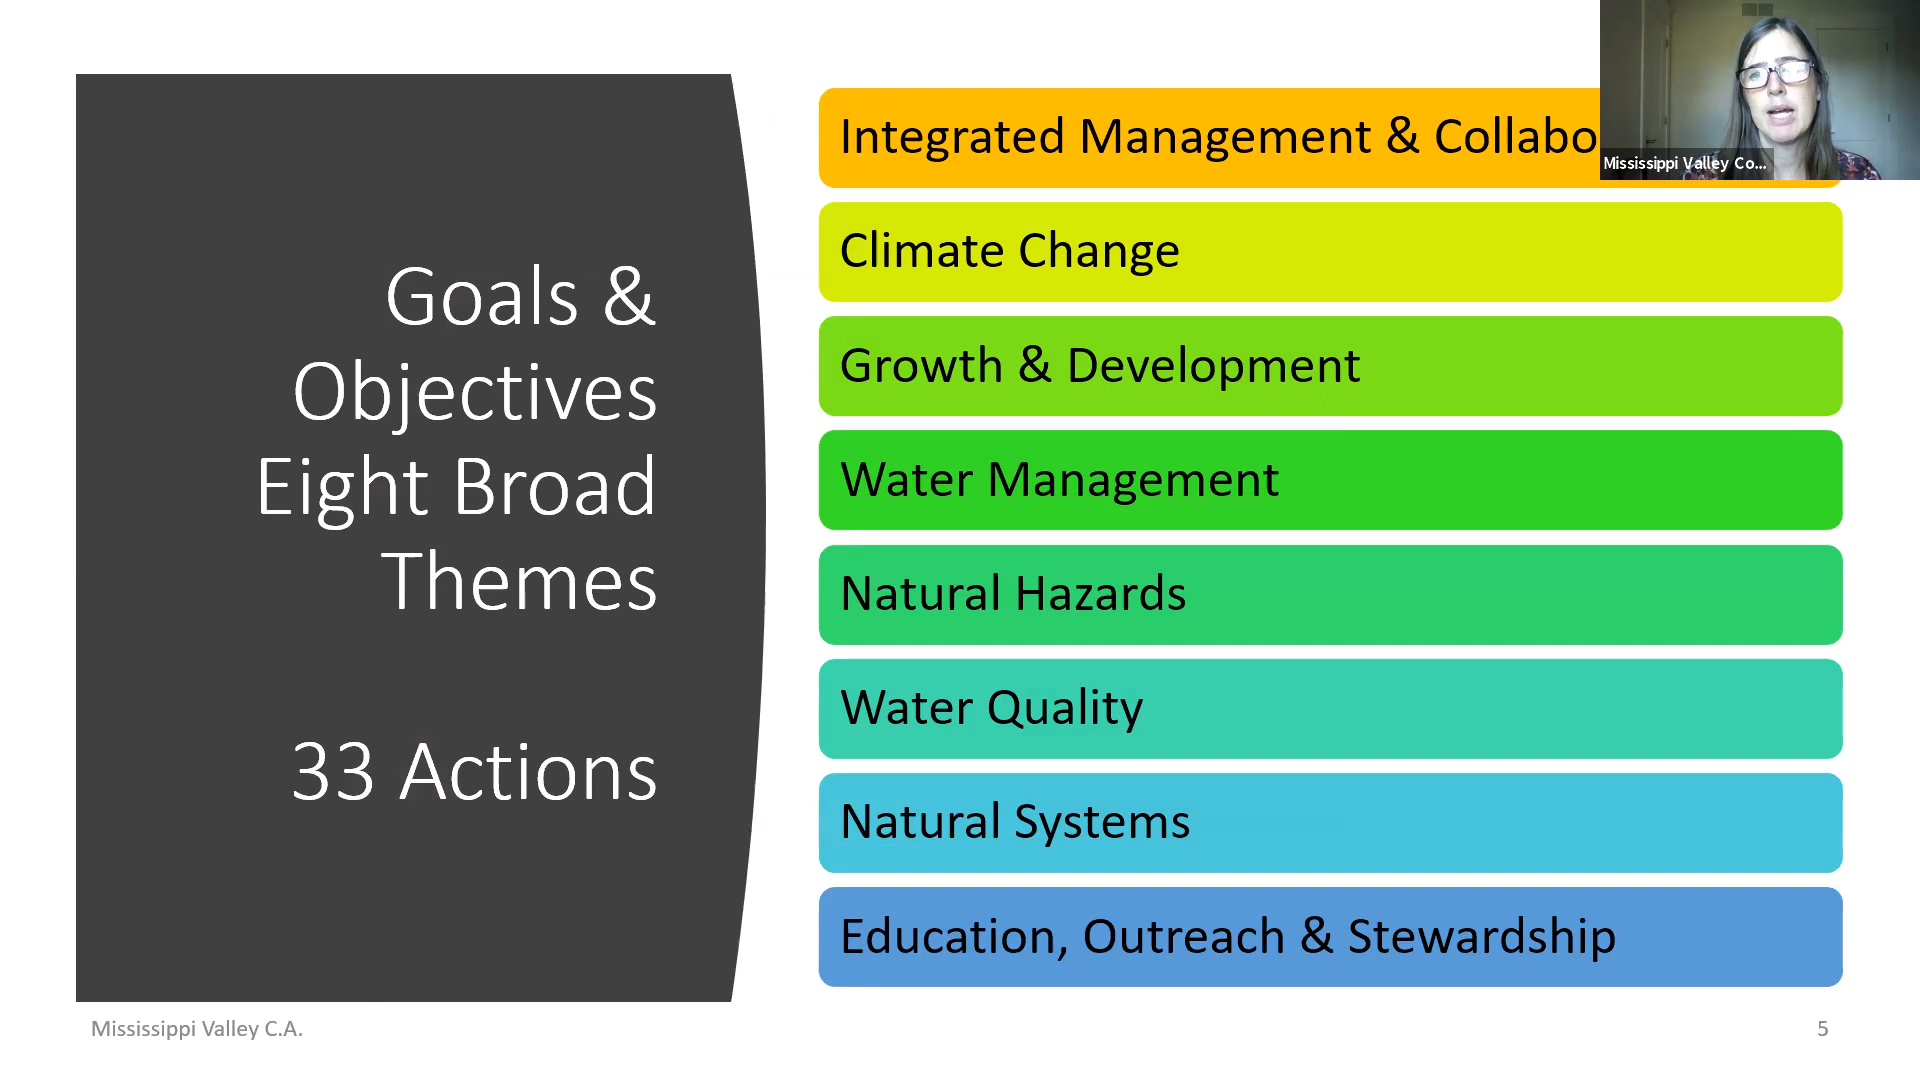 Goals &
Objectives
Eight Broad
Themes
33 Actions
Integrated Management & Collabo
Climate Change
Growth & Development
Water Management
Natural Hazards
Water Quality
Natural Systems
Education, Outreach & Stewardship
Mississippi Valley Co...
Mississippi Valley C.A.
5